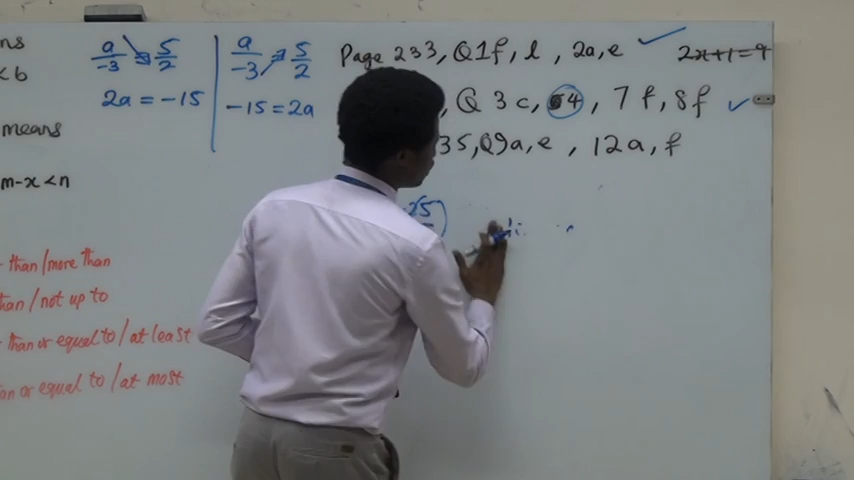 <b
means
m-x<n
than/more than
than/not up to
than or equal to/at least
an or equal to/at most
a/-3 5/2
2a = -15
a/-3 5/2
-15 = 2a
Page 233, Q1f, l, 2a, e
2x+1=9
, Q 3c, 4, 7f, 8f
35, Q9a, e, 12a, f
25